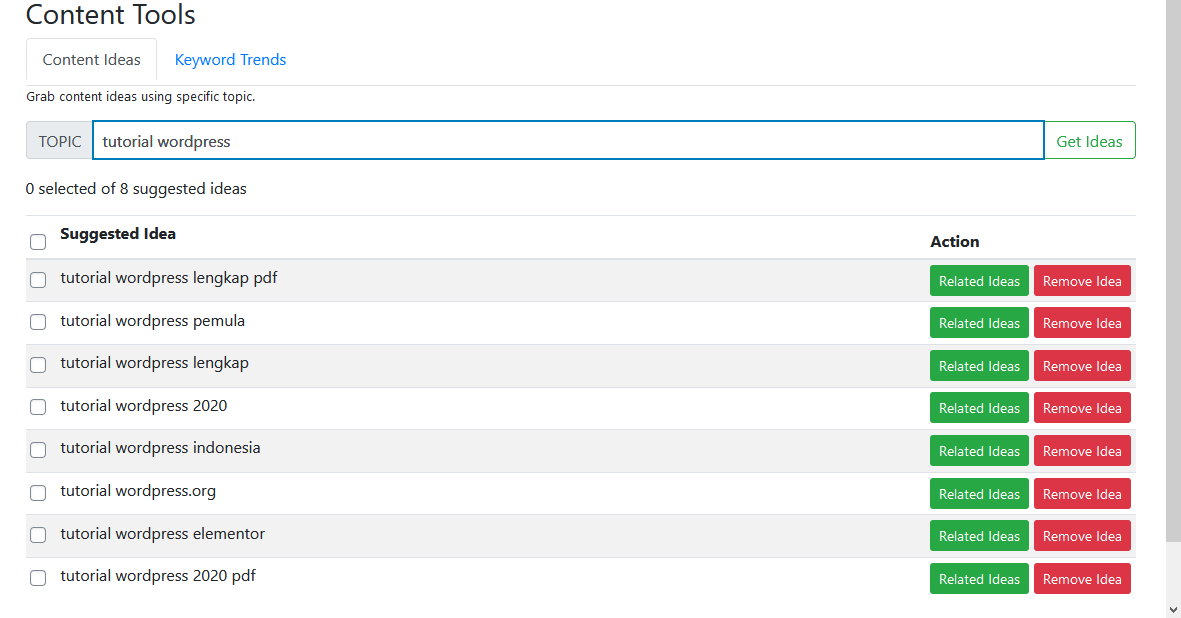 Content Tools
Content Ideas Keyword Trends
Grab content ideas using specific topic.
TOPIC tutorial wordpress Get Ideas
0 selected of 8 suggested ideas
Suggested Idea Action
tutorial wordpress lengkap pdf Related Ideas Remove Idea
tutorial wordpress pemula Related Ideas Remove Idea
tutorial wordpress lengkap Related Ideas Remove Idea
tutorial wordpress 2020 Related Ideas Remove Idea
tutorial wordpress indonesia Related Ideas Remove Idea
tutorial wordpress.org Related Ideas Remove Idea
tutorial wordpress elementor Related Ideas Remove Idea
tutorial wordpress 2020 pdf Related Ideas Remove Idea